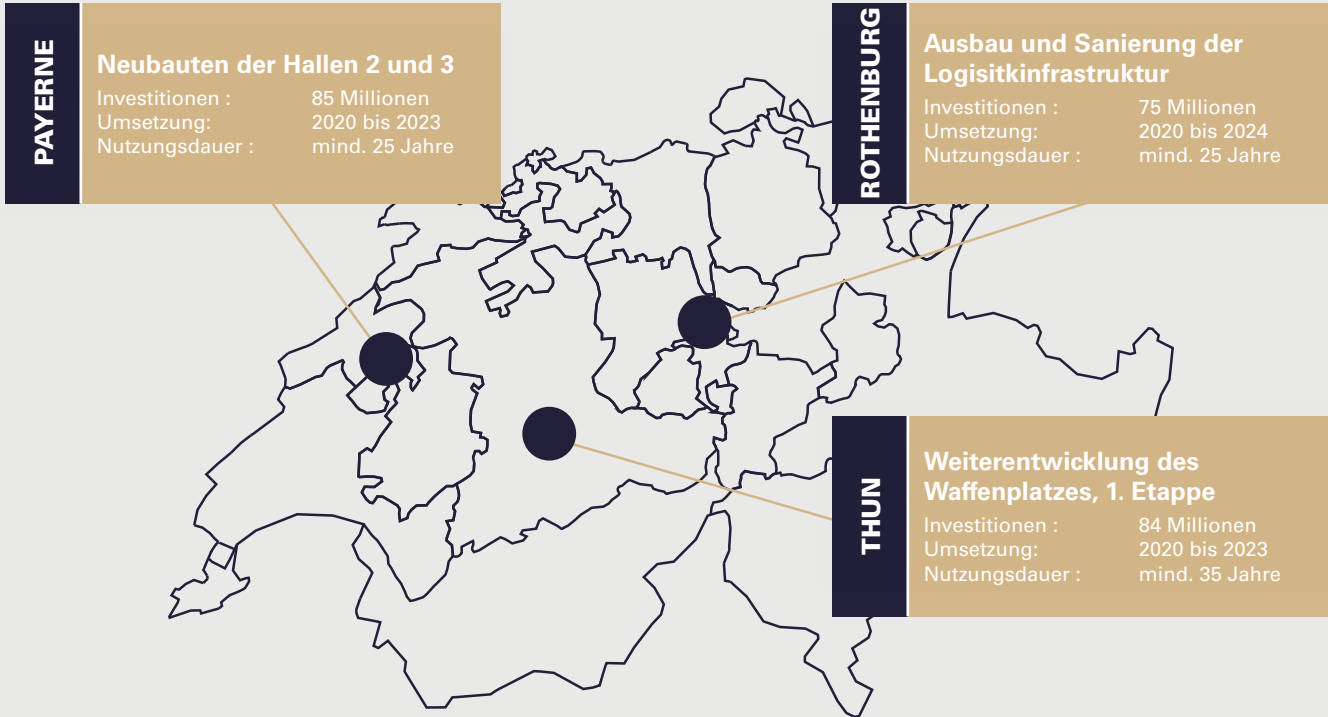 PAYERNE
Neubauten der Hallen 2 und 3
Investitionen : 85 Millionen
Umsetzung: 2020 bis 2023
Nutzungsdauer : mind. 25 Jahre
ROTHENBURG
Ausbau und Sanierung der
Logisitkinfrastruktur
Investitionen : 75 Millionen
Umsetzung: 2020 bis 2024
Nutzungsdauer : mind. 25 Jahre
THUN
Weiterentwicklung des
Waffenplatzes, 1. Etappe
Investitionen : 84 Millionen
Umsetzung: 2020 bis 2023
Nutzungsdauer : mind. 35 Jahre